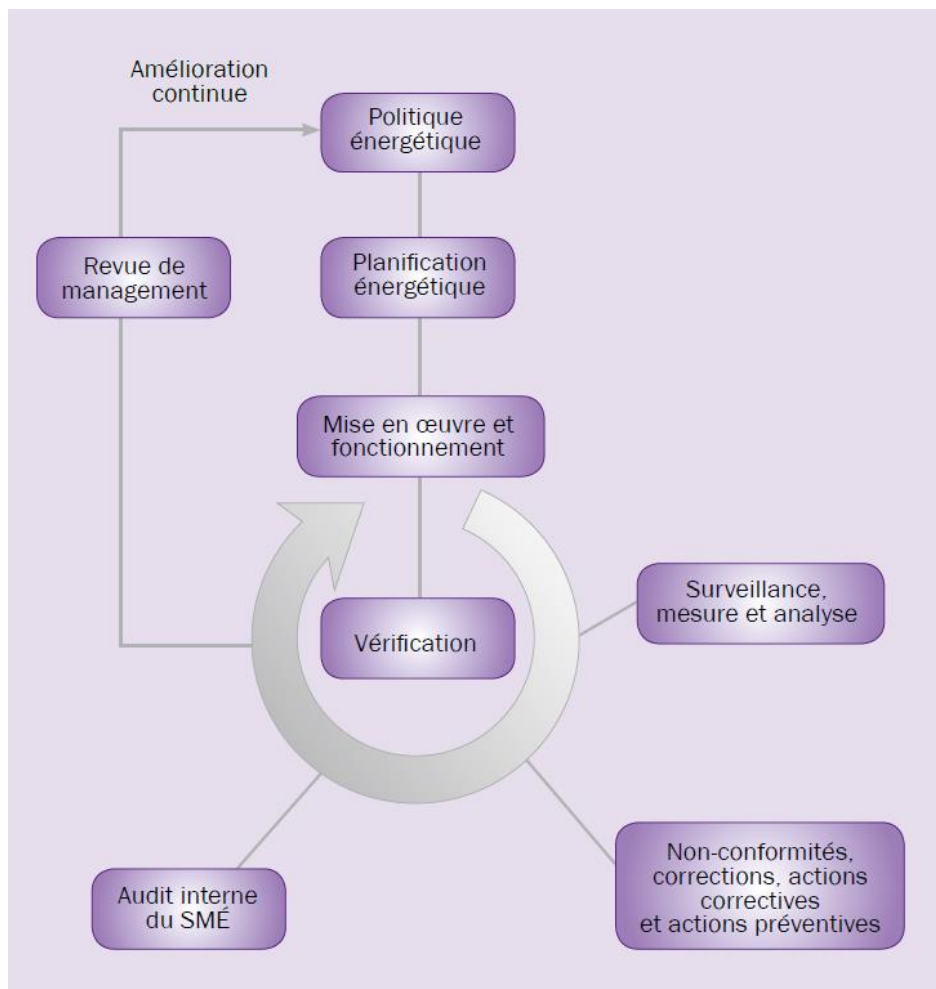 Amélioration
continue
Politique
énergétique
Revue de
management
Planification
énergétique
Mise en œuvre et
fonctionnement
Vérification
Surveillance,
mesure et analyse
Audit interne
du SMÉ
Non-conformités,
corrections, actions
correctives
et actions préventives